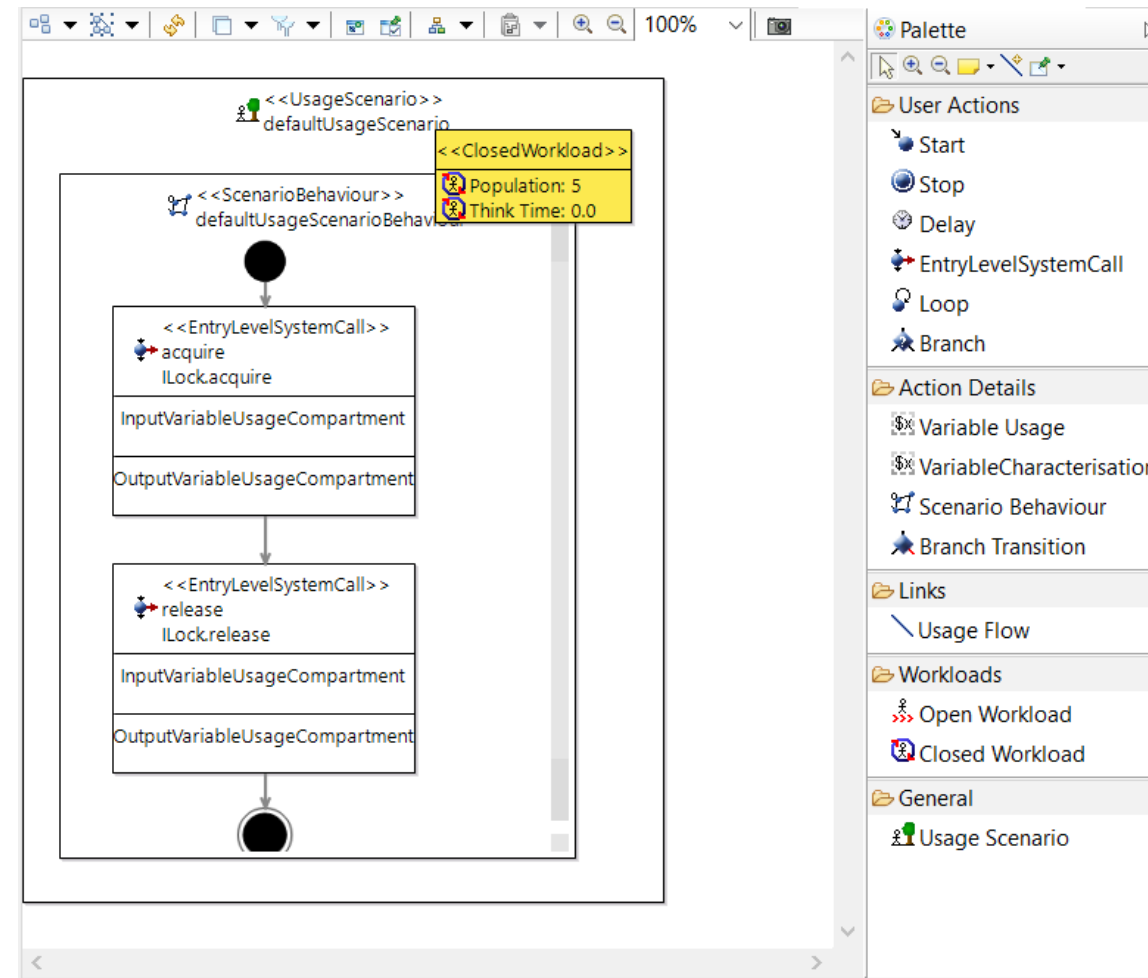 100%
<<UsageScenario>>
defaultUsageScenario
<<ClosedWorkload>>
Population: 5
Think Time: 0.0
<<ScenarioBehaviour>>
defaultUsageScenarioBehaviour
<<EntryLevelSystemCall>>
acquire
ILock.acquire
InputVariableUsageCompartment
OutputVariableUsageCompartment
<<EntryLevelSystemCall>>
release
ILock.release
InputVariableUsageCompartment
OutputVariableUsageCompartment
Palette
User Actions
Start
Stop
Delay
EntryLevelSystemCall
Loop
Branch
Action Details
Variable Usage
VariableCharacterisation
Scenario Behaviour
Branch Transition
Links
Usage Flow
Workloads
Open Workload
Closed Workload
General
Usage Scenario